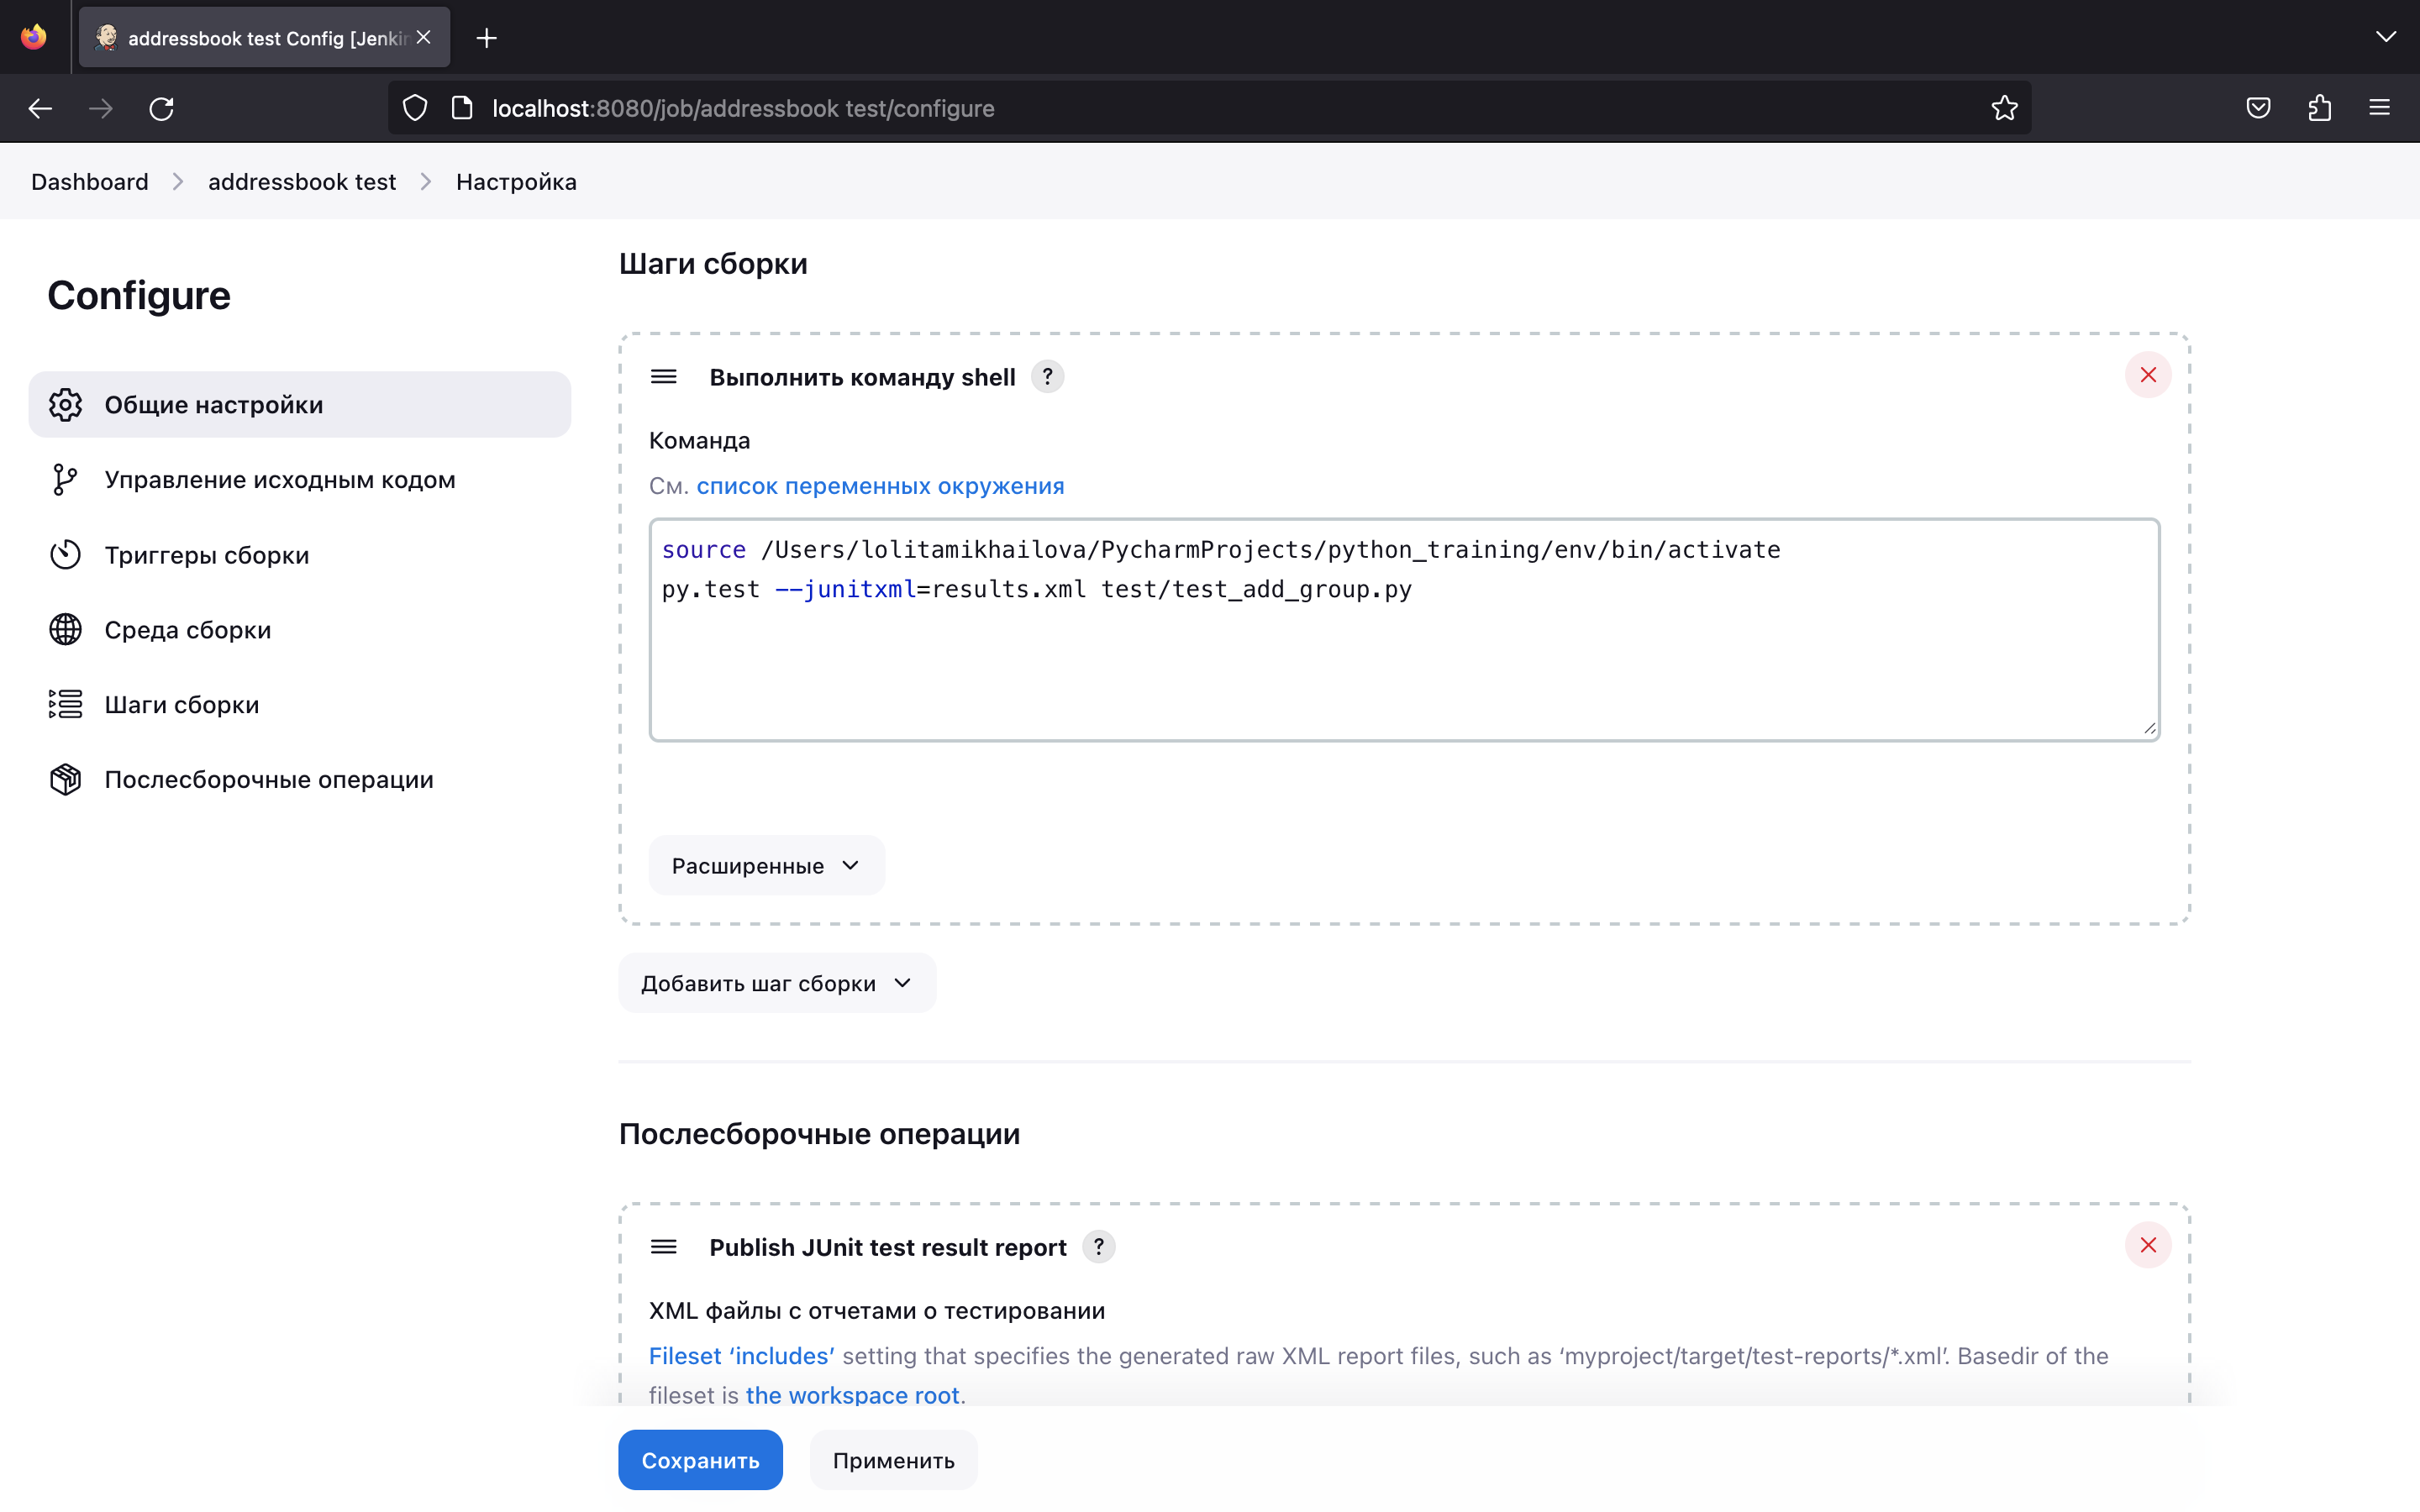 addressbook test Config [Jenkin
localhost:8080/job/addressbook test/configure
Dashboard addressbook test Настройка
Configure
Общие настройки
Управление исходным кодом
Триггеры сборки
Среда сборки
Шаги сборки
Послесборочные операции
Шаги сборки
Выполнить команду shell ?
Команда
См. список переменных окружения
source /Users/lolitamikhailova/PycharmProjects/python_training/env/bin/activate
py.test --junitxml=results.xml test/test_add_group.py
Расширенные
Добавить шаг сборки
Послесборочные операции
Publish JUnit test result report ?
XML файлы с отчетами о тестировании
Fileset ‘includes’ setting that specifies the generated raw XML report files, such as ‘myproject/target/test-reports/*.xml’. Basedir of the
fileset is the workspace root.
Сохранить Применить